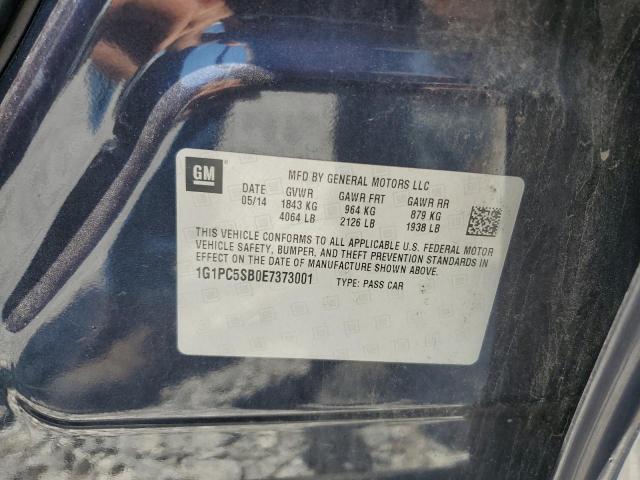 GM
MFD BY GENERAL MOTORS LLC
DATE GVWR GAWR FRT GAWR RR
05/14 1843 KG 964 KG 879 KG
4064 LB 2126 LB 1938 LB
THIS VEHICLE CONFORMS TO ALL APPLICABLE U.S. FEDERAL MOTOR
VEHICLE SAFETY, BUMPER, AND THEFT PREVENTION STANDARDS IN
EFFECT ON THE DATE OF MANUFACTURE SHOWN ABOVE.
1G1PC5SB0E7373001 TYPE: PASS CAR